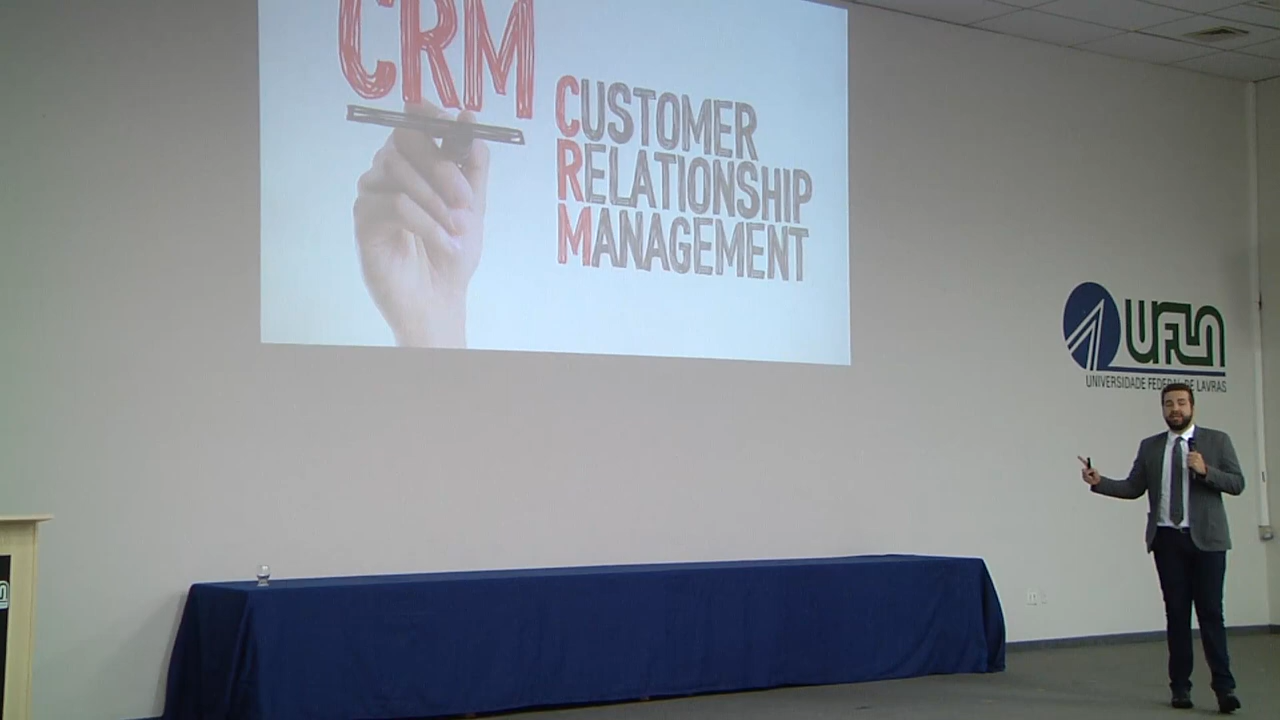 CRM
CUSTOMER
RELATIONSHIP
MANAGEMENT
UFLA
UNIVERSIDADE FEDERAL DE LAVRAS